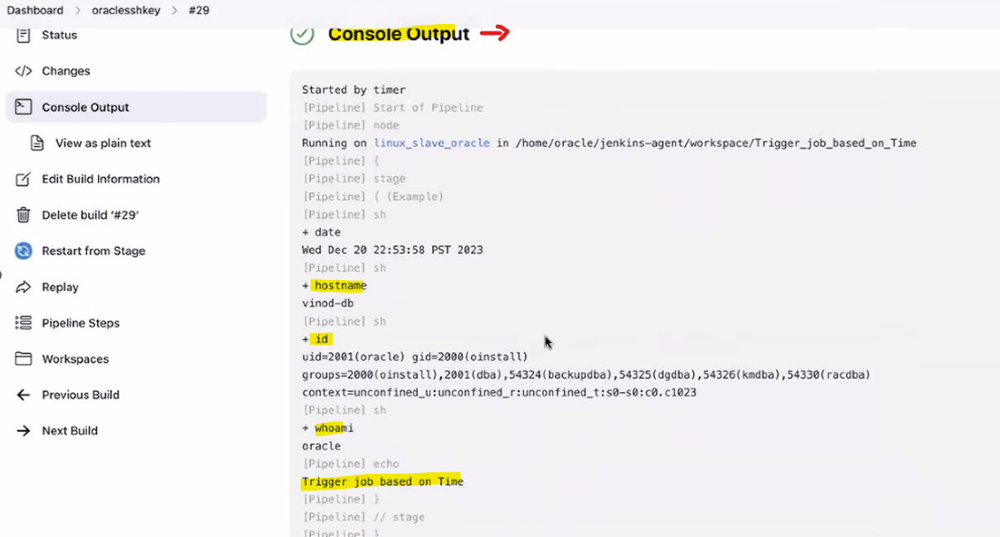 Dashboard > oraclesshkey > #29
Status
Changes
Console Output
View as plain text
Edit Build Information
Delete build '#29'
Restart from Stage
Replay
Pipeline Steps
Workspaces
Previous Build
Next Build
Console Output
Started by timer
[Pipeline] Start of Pipeline
[Pipeline] node
Running on linux_slave_oracle in /home/oracle/jenkins-agent/workspace/Trigger_job_based_on_Time
[Pipeline] {
[Pipeline] stage
[Pipeline] { (Example)
[Pipeline] sh
+ date
Wed Dec 20 22:53:58 PST 2023
[Pipeline] sh
+ hostname
vinod-db
[Pipeline] sh
+ id
uid=2001(oracle) gid=2000(oinstall)
groups=2000(oinstall),2001(dba),54324(backupdba),54325(dgdba),54326(kmdba),54330(racdba)
context=unconfined_u:unconfined_r:unconfined_t:s0-s0:c0.c1023
[Pipeline] sh
+ whoami
oracle
[Pipeline] echo
Trigger job based on Time
[Pipeline] }
[Pipeline] // stage
[Pipeline] }